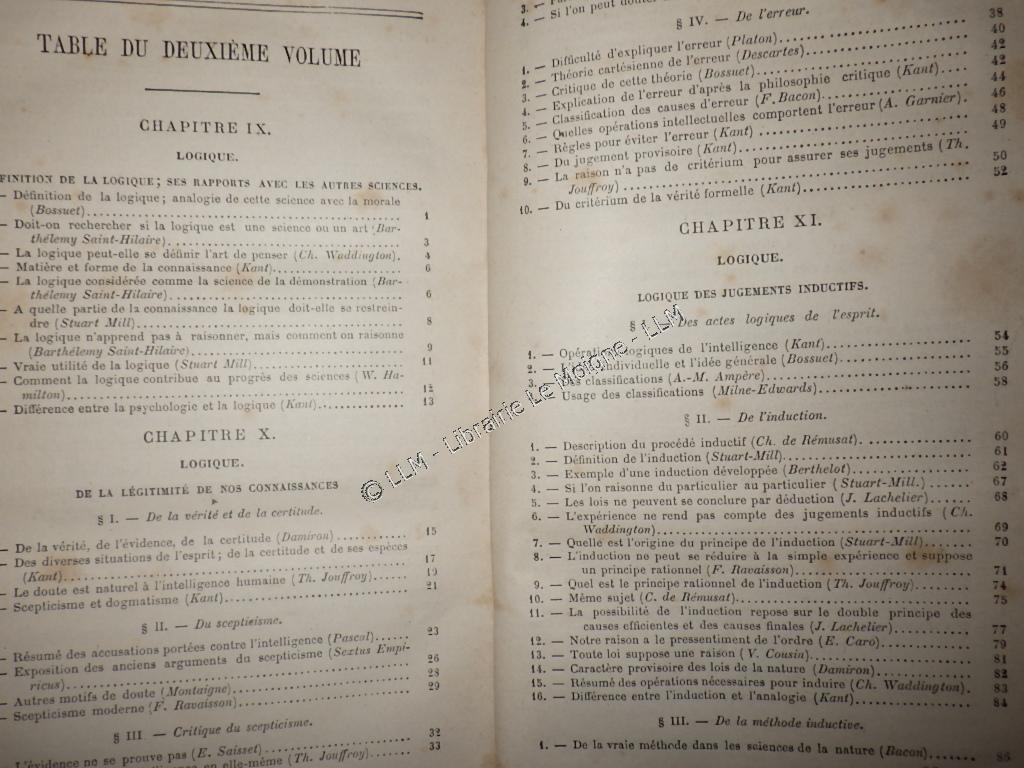 TABLE DU DEUXIÈME VOLUME
CHAPITRE IX.
LOGIQUE.
FINITION DE LA LOGIQUE; SES RAPPORTS AVEC LES AUTRES SCIENCES.
— Définition de la logique; analogie de cette science avec la morale
(Bossuet) 1
— Doit-on rechercher si la logique est une science ou un art (Bar-
thélemy Saint-Hilaire) 3
— La logique peut-elle se définir l'art de penser (Ch. Waddington). 4
— Matière et forme de la connaissance (Kant) 6
— La logique considérée comme la science de la démonstration (Bar-
thélemy Saint-Hilaire) 6
— A quelle partie de la connaissance la logique doit-elle se restrein-
dre (Stuart Mill) 8
— La logique n'apprend pas à raisonner, mais comment on raisonne
(Barthélemy Saint-Hilaire) 9
— Vraie utilité de la logique (Stuart Mill) 11
— Comment la logique contribue au progrès des sciences (W. Ha-
milton) 12
— Différence entre la psychologie et la logique (Kant) 13
CHAPITRE X.
LOGIQUE.
DE LA LÉGITIMITÉ DE NOS CONNAISSANCES
§ I. — De la vérité et de la certitude.
— De la vérité, de l'évidence, de la certitude (Damiron) 15
— Des diverses situations de l'esprit; de la certitude et de ses espèces
(Kant) 17
— Le doute est naturel à l'intelligence humaine (Th. Jouffroy) 19
— Scepticisme et dogmatisme (Kant) 21
§ II. — Du scepticisme.
— Résumé des accusations portées contre l'intelligence (Pascal) 23
— Exposition des anciens arguments du scepticisme (Sextus Empi-
ricus) 26
— Autres motifs de doute (Montaigne) 28
— Scepticisme moderne (F. Ravaisson) 29
§ III. — Critique du scepticisme.
L'évidence ne se prouve pas (E. Saisset) 32
en elle-même (Th. Jouffroy) 33
3. —
4. — Si l'on peut
§ IV. — De l'erreur. 38
1. — Difficulté d'expliquer l'erreur (Platon) 40
2. — Théorie cartésienne de l'erreur (Descartes) 42
3. — Critique de cette théorie (Bossuet) 42
4. — Explication de l'erreur d'après la philosophie critique (Kant) 44
5. — Classification des causes d'erreur (F. Bacon) 46
6. — Quelles opérations intellectuelles comportent l'erreur (A. Garnier). 48
7. — Règles pour éviter l'erreur (Kant) 49
8. — Du jugement provisoire (Kant)
9. — La raison n'a pas de critérium pour assurer ses jugements (Th.
Jouffroy) 50
10. — Du critérium de la vérité formelle (Kant) 52
CHAPITRE XI.
LOGIQUE.
LOGIQUE DES JUGEMENTS INDUCTIFS.
§ I. — Des actes logiques de l'esprit.
1. — Opérations logiques de l'intelligence (Kant) 54
2. — individuelle et l'idée générale (Bossuet) 55
3. — Des classifications (A.-M. Ampère) 56
Usage des classifications (Milne-Edwards) 58
§ II. — De l'induction.
1. — Description du procédé inductif (Ch. de Rémusat) 60
2. — Définition de l'induction (Stuart-Mill) 61
3. — Exemple d'une induction développée (Berthelot) 62
4. — Si l'on raisonne du particulier au particulier (Stuart-Mill.) 67
5. — Les lois ne peuvent se conclure par déduction (J. Lachelier) 68
6. — L'expérience ne rend pas compte des jugements inductifs (Ch.
Waddington) 69
7. — Quelle est l'origine du principe de l'induction (Stuart-Mill) 70
8. — L'induction ne peut se réduire à la simple expérience et suppose
un principe rationnel (F. Ravaisson) 71
9. — Quel est le principe rationnel de l'induction (Th. Jouffroy) 74
10. — Même sujet (C. de Rémusat) 75
11. — La possibilité de l'induction repose sur le double principe des
causes efficientes et des causes finales (J. Lachelier) 77
12. — Notre raison a le pressentiment de l'ordre (E. Caro) 79
13. — Toute loi suppose une raison (V. Cousin) 81
14. — Caractère provisoire des lois de la nature (Damiron) 82
15. — Résumé des opérations nécessaires pour induire (Ch. Waddington). 83
16. — Différence entre l'induction et l'analogie (Kant) 84
§ III. — De la méthode inductive.
1. — De la vraie méthode dans les sciences de la nature (Bacon) 86
© LLM - Librairie Le Moigne - LLM